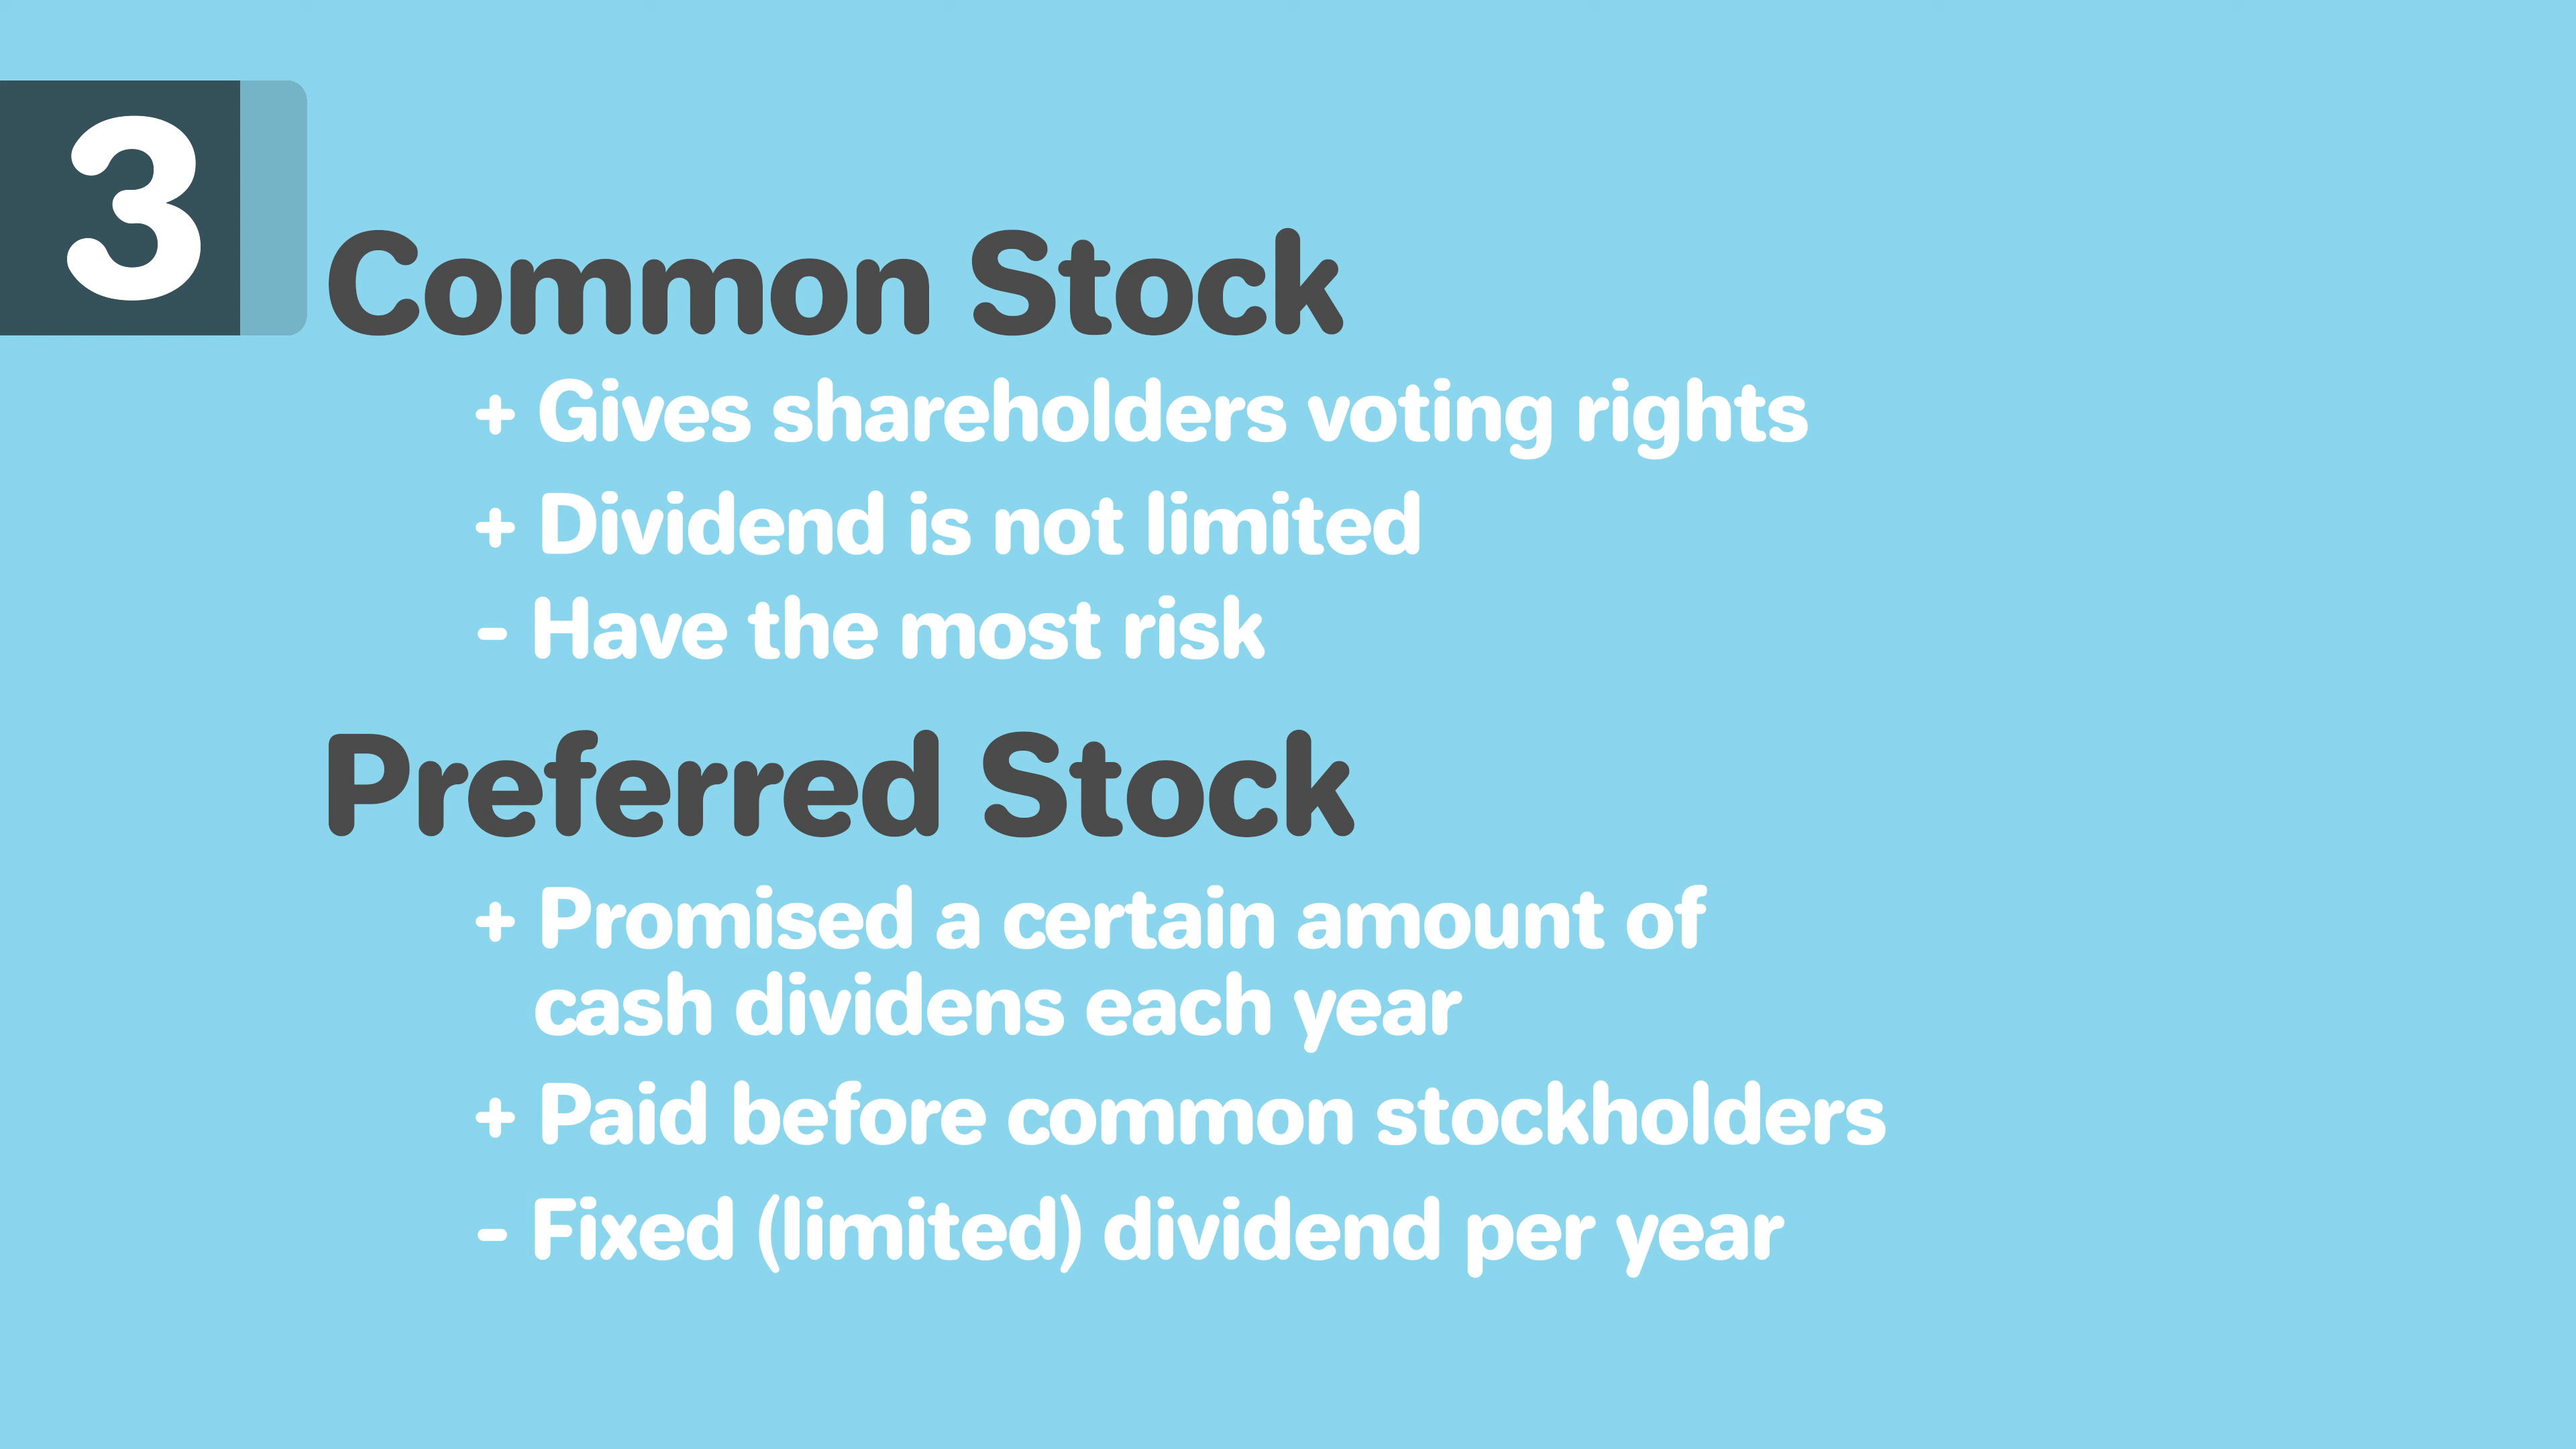 3
Common Stock
+ Gives shareholders voting rights
+ Dividend is not limited
- Have the most risk
Preferred Stock
+ Promised a certain amount of
cash dividens each year
+ Paid before common stockholders
- Fixed (limited) dividend per year